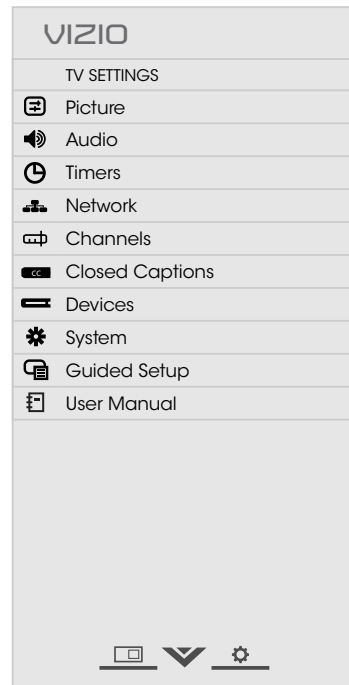 VIZIO
TV SETTINGS
Picture
Audio
Timers
Network
Channels
CC
Closed Captions
Devices
System
Guided Setup
User Manual